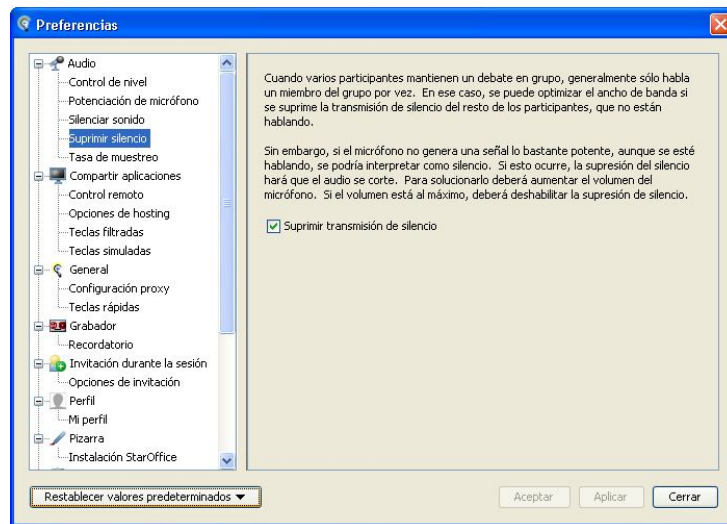 Preferencias
Audio
Control de nivel
Potenciación de micrófono
Silenciar sonido
Suprimir silencio
Tasa de muestreo
Compartir aplicaciones
Control remoto
Opciones de hosting
Teclas filtradas
Teclas simuladas
General
Configuración proxy
Teclas rápidas
Grabador
Recordatorio
Invitación durante la sesión
Opciones de invitación
Perfil
Mi perfil
Pizarra
Instalación StarOffice
Cuando varios participantes mantienen un debate en grupo, generalmente sólo habla
un miembro del grupo por vez. En ese caso, se puede optimizar el ancho de banda si
se suprime la transmisión de silencio del resto de los participantes, que no están
hablando.
Sin embargo, si el micrófono no genera una señal lo bastante potente, aunque se esté
hablando, se podría interpretar como silencio. Si esto ocurre, la supresión del silencio
hará que el audio se corte. Para solucionarlo deberá aumentar el volumen del
micrófono. Si el volumen está al máximo, deberá deshabilitar la supresión de silencio.
Suprimir transmisión de silencio
Restablecer valores predeterminados
Aceptar
Aplicar
Cerrar